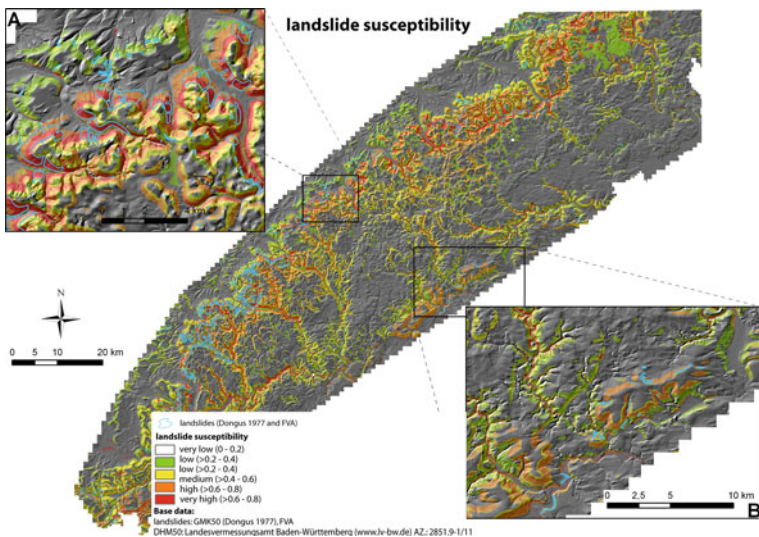 A
landslide susceptibility
4 km
N
0 5 10 20 km
landslides (Dongus 1977 and FVA)
landslide susceptibility
very low (0 - 0.2)
low (>0.2 - 0.4)
low (>0.2 - 0.4)
medium (>0.4 - 0.6)
high (>0.6 - 0.8)
very high (>0.6 - 0.8)
Base data:
landslides: GMK50 (Dongus 1977), FVA
DHM50: Landesvermessungsamt Baden-Württemberg (www.lv-bw.de) AZ.: 2851.9-1/11
0 2.5 5 10 km
B